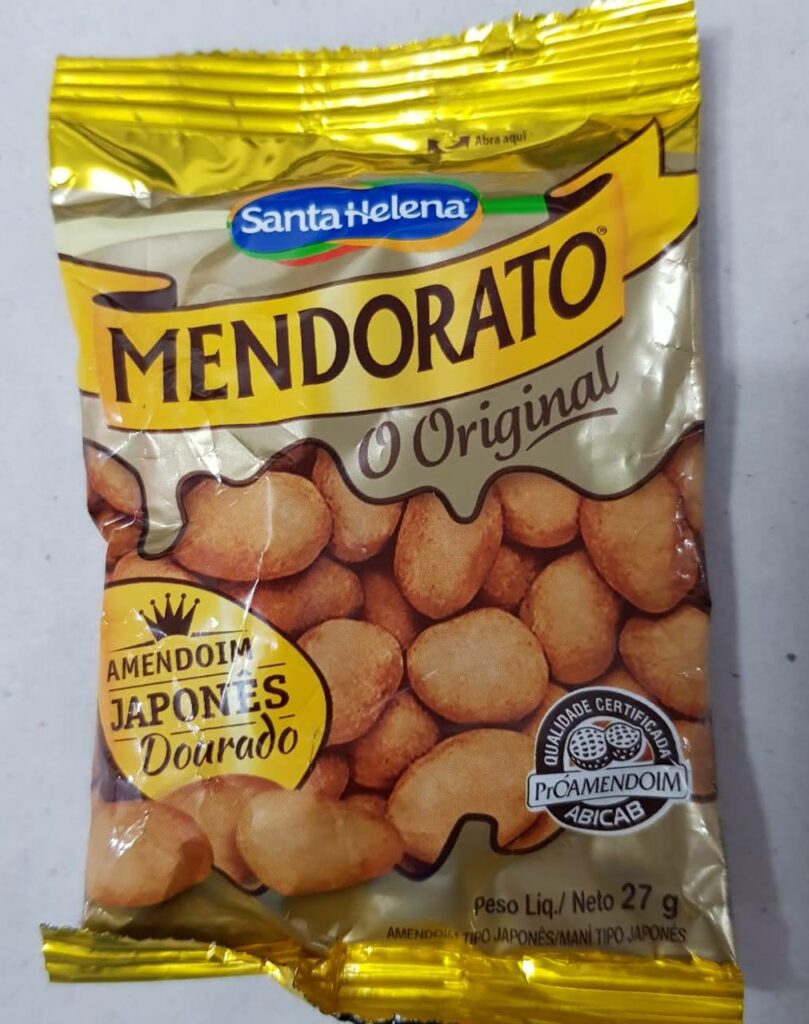 Abra aqui
Santa Helena
MENDORATO®
O Original
AMENDOIM
JAPONÊS
Dourado
QUALIDADE CERTIFICADA
PrÓAMENDOIM
ABICAB
Peso Liq./ Neto 27 g
AMENDOIM TIPO JAPONÊS/MANÍ TIPO JAPONÉS